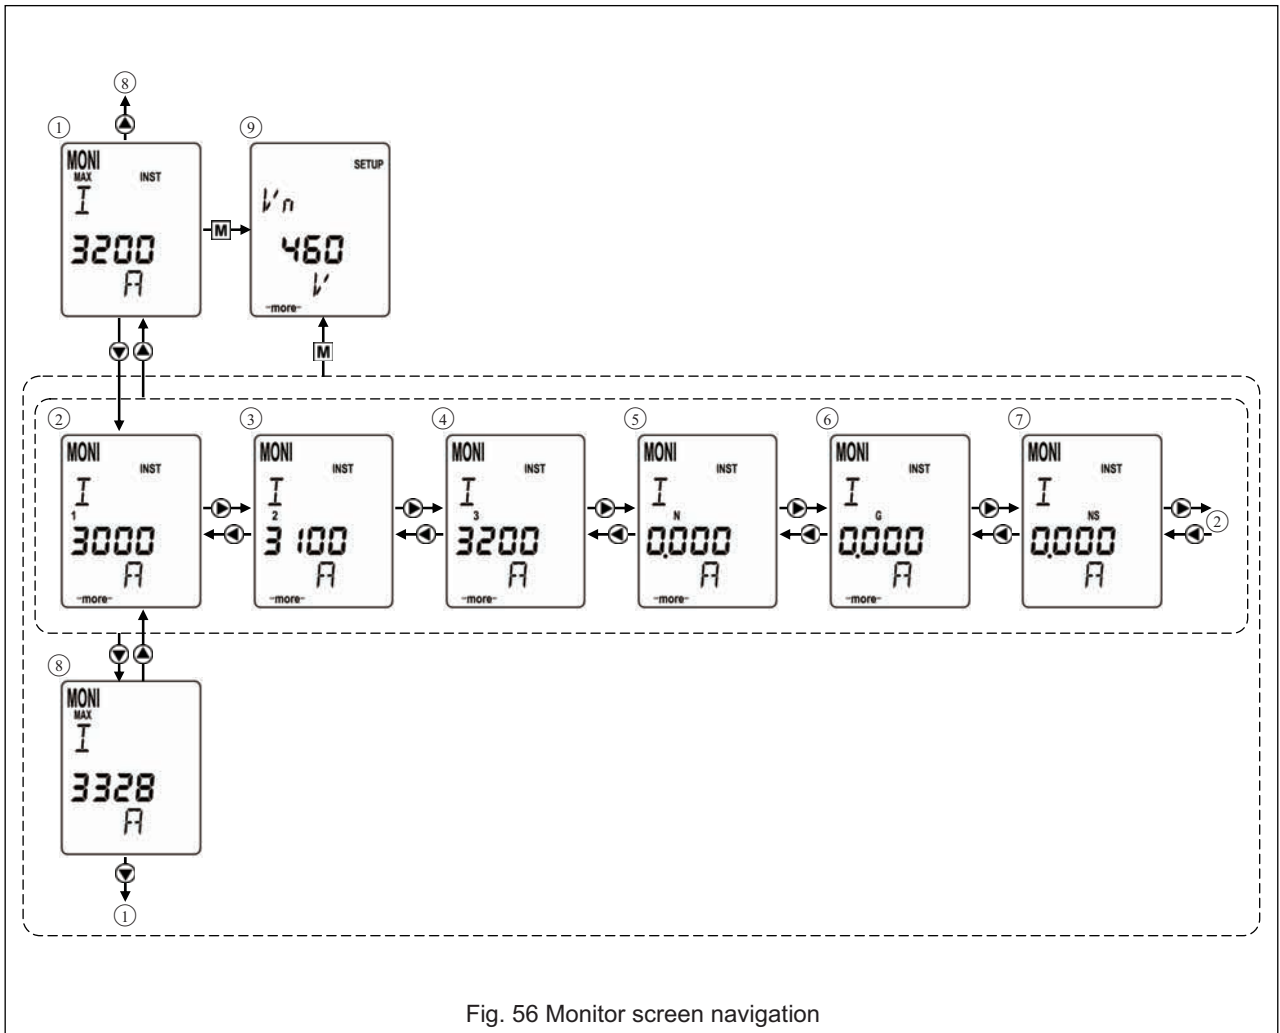 ⑧
① ⑨
MONI
MAX INST
I
3200
A
M
SETUP
Vn
460
V
-more-
M
② ③ ④ ⑤ ⑥ ⑦
MONI
INST
I
1
3000
A
-more-
MONI
INST
I
2
3100
A
-more-
MONI
INST
I
3
3200
A
-more-
MONI
INST
I
N
0.000
A
-more-
MONI
INST
I
G
0.000
A
-more-
MONI
INST
I
NS
0.000
A
②
⑧
MONI
MAX
I
3328
A
①
Fig. 56 Monitor screen navigation